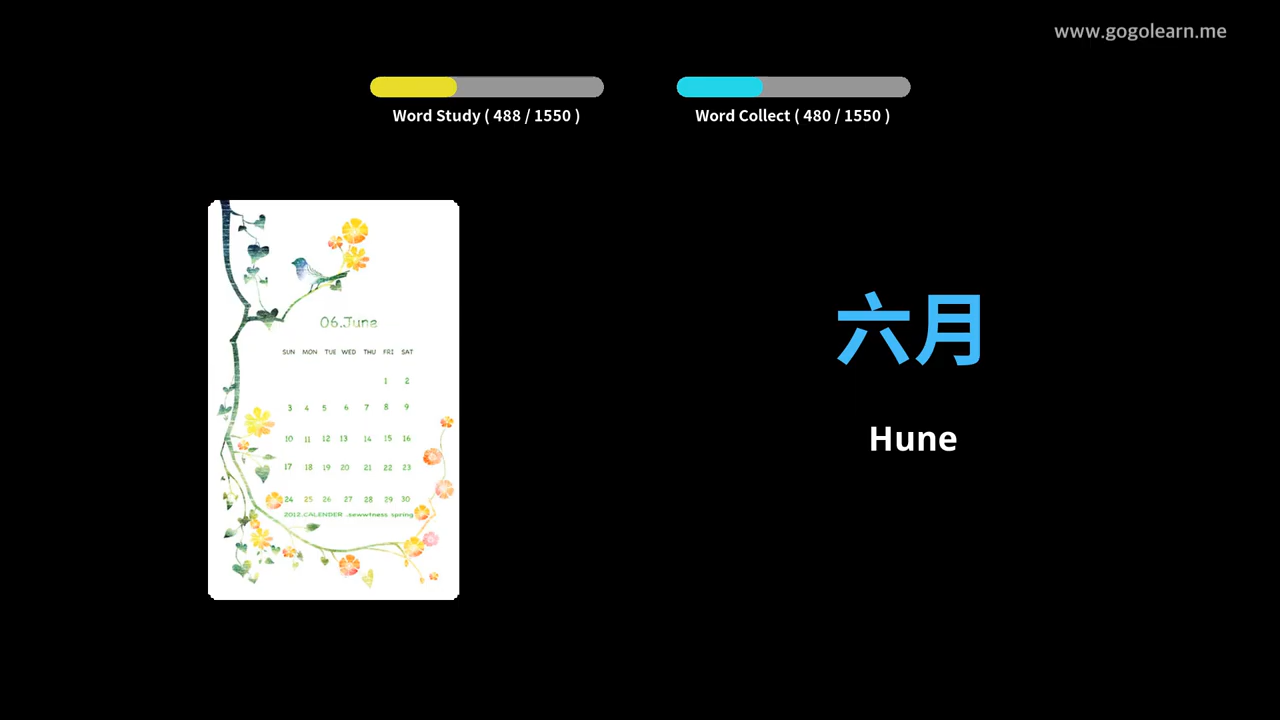 www.gogolearn.me
Word Study ( 488 / 1550 )
Word Collect ( 480 / 1550 )
06.June
SUN MON TUE WED THU FRI SAT
1 2
3 4 5 6 7 8 9
10 11 12 13 14 15 16
17 18 19 20 21 22 23
24 25 26 27 28 29 30
2012.CALENDER .sewwtness spring
六月
Hune